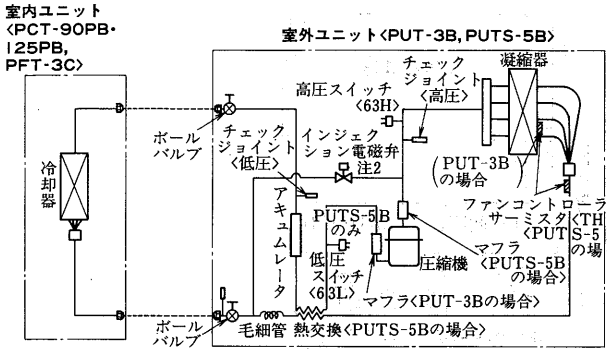 室内ユニット
<PCT-90PB・
125PB,
PFT-3C>
室外ユニット<PUT-3B, PUTS-5B>
冷却器
ボール
バルブ
チェック
ジョイント
<低圧>
インジェク
ション電磁弁
注2
高圧スイッチ
<63H>
チェック
ジョイント
<高圧>
凝縮器
(PUT-3B
の場合)
ファンコントローラ
サーミスタ<TH
<PUTS-5
の場
アキュムレータ
PUTS-5B
のみ
低圧
スイッチ
<63L>
圧縮機
マフラ
<PUTS-5B
の場合>
マフラ<PUT-3Bの場合>
ボール
バルブ
毛細管
熱交換<PUTS-5Bの場合>